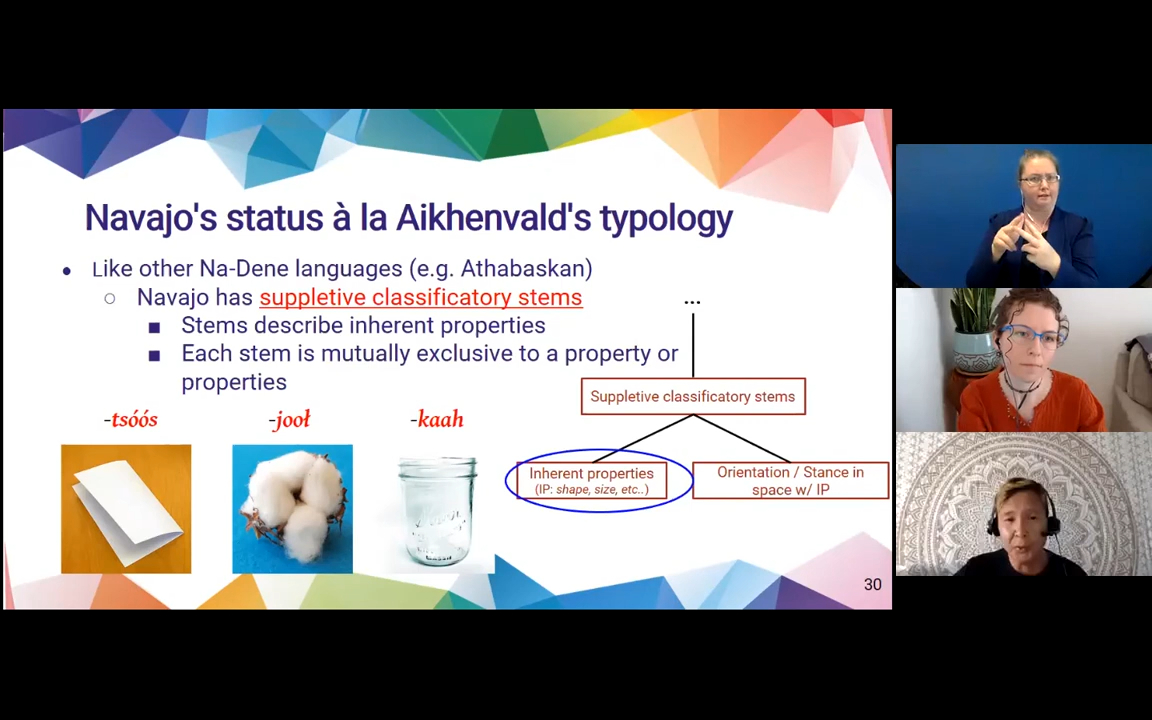 Navajo's status à la Aikhenvald's typology
Like other Na-Dene languages (e.g. Athabaskan)
Navajo has suppletive classificatory stems
Stems describe inherent properties
Each stem is mutually exclusive to a property or
properties
-tsóós
-jooł
-kaah
...
Suppletive classificatory stems
Inherent properties
(IP: shape, size, etc..)
Orientation / Stance in
space w/ IP
30